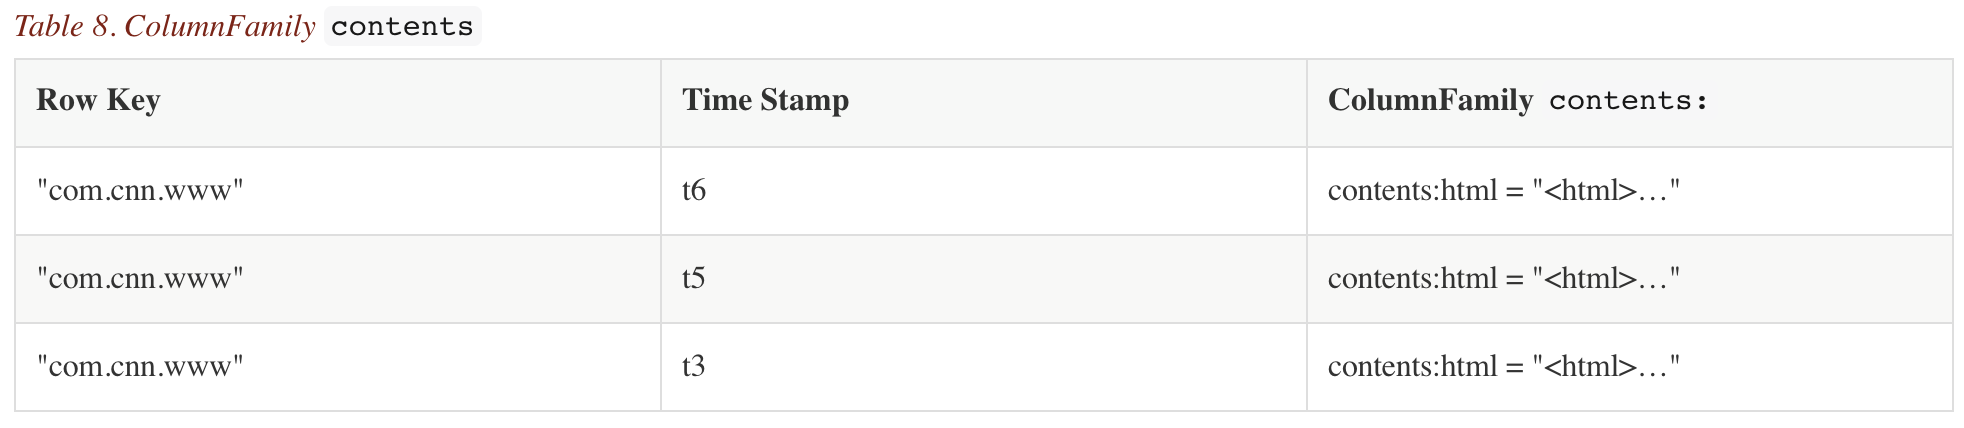 Table 8. ColumnFamily contents
Row Key Time Stamp ColumnFamily contents:
"com.cnn.www" t6 contents:html = "<html>…"
"com.cnn.www" t5 contents:html = "<html>…"
"com.cnn.www" t3 contents:html = "<html>…"